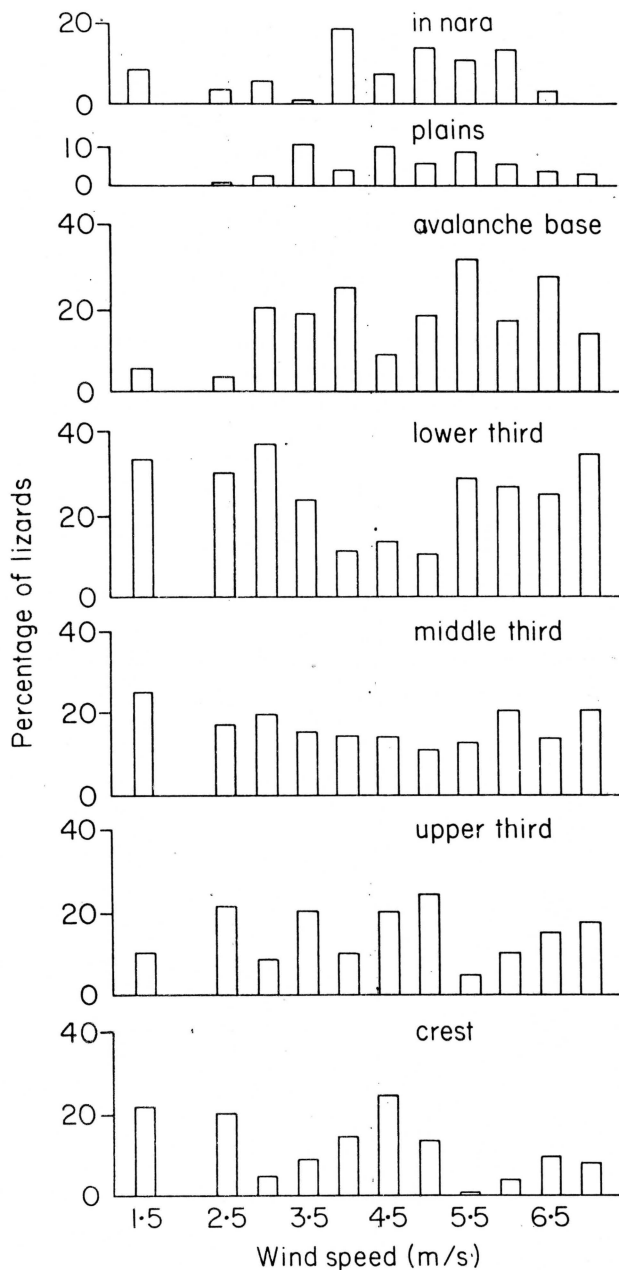 in nara
20
0
plains
10
0
avalanche base
40
20
0
lower third
40
20
0
middle third
40
20
0
upper third
40
20
0
crest
40
20
0
Percentage of lizards
1·5 2·5 3·5 4·5 5·5 6·5
Wind speed (m/s)